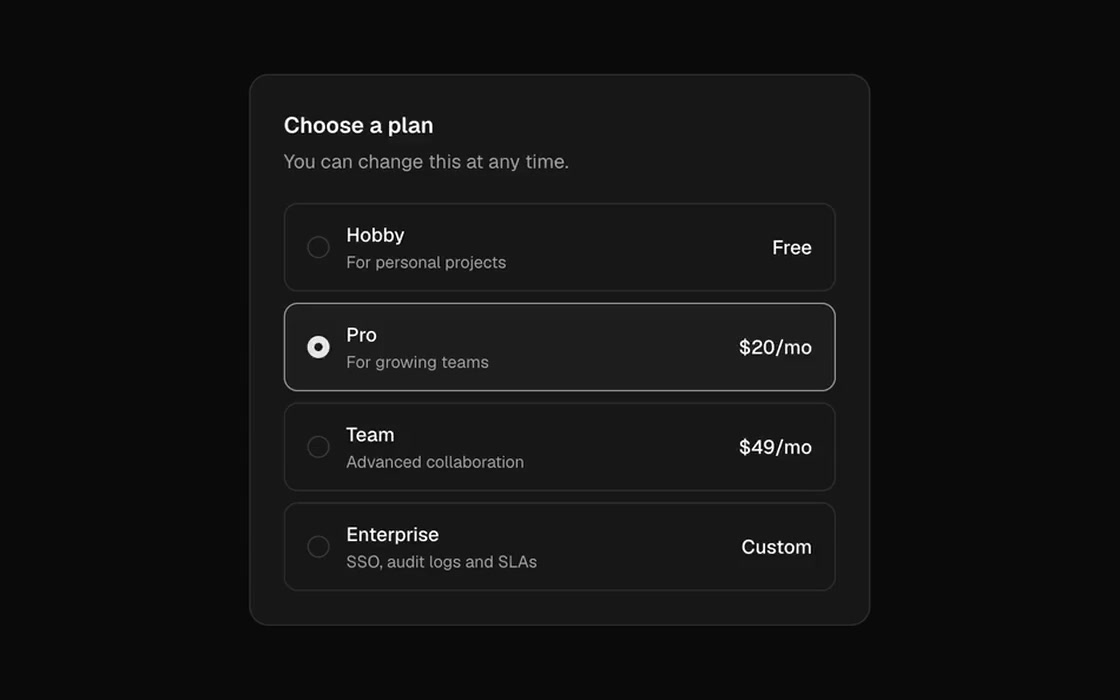 Choose a plan
You can change this at any time.
Hobby
For personal projects
Free
Pro
For growing teams
$20/mo
Team
Advanced collaboration
$49/mo
Enterprise
SSO, audit logs and SLAs
Custom